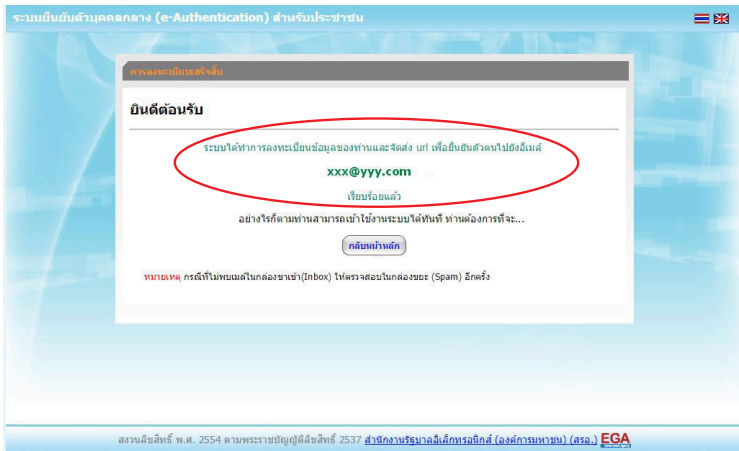 ระบบยืนยันตัวบุคคลกลาง (e-Authentication) สำหรับประชาชน
การลงทะเบียนเสร็จสิ้น
ยินดีต้อนรับ
ระบบได้ทำการลงทะเบียนข้อมูลของท่านและจัดส่ง url เพื่อยืนยันตัวตนไปยังอีเมล์
xxx@yyy.com
เรียบร้อยแล้ว
อย่างไรก็ตามท่านสามารถเข้าใช้งานระบบได้ทันที ท่านต้องการที่จะ...
กลับหน้าหลัก
หมายเหตุ กรณีที่ไม่พบเมล์ในกล่องขาเข้า(Inbox) ให้ตรวจสอบในกล่องขยะ (Spam) อีกครั้ง
สงวนลิขสิทธิ์ พ.ศ. 2554 ตามพระราชบัญญัติลิขสิทธิ์ 2537 สำนักงานรัฐบาลอิเล็กทรอนิกส์ (องค์การมหาชน) (สรอ.) EGA